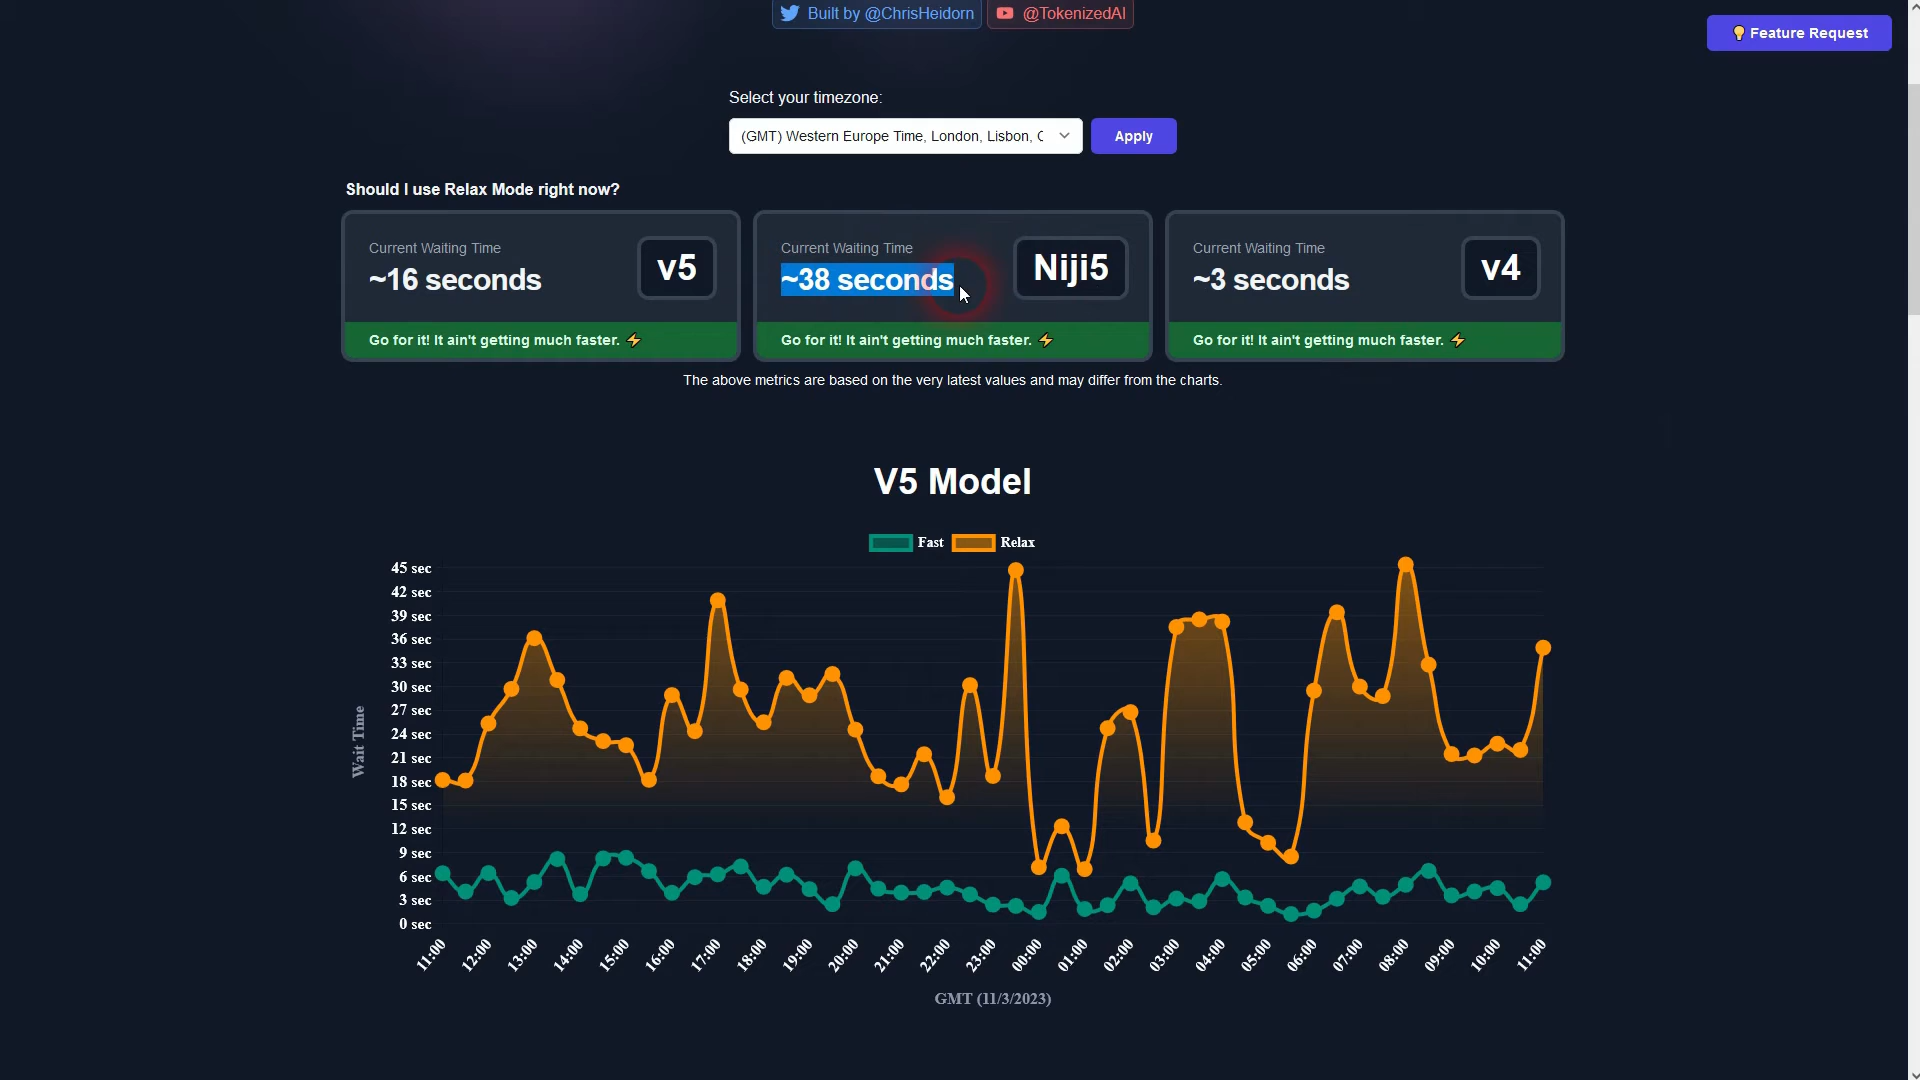 Built by @ChrisHeidorn @TokenizedAI
💡 Feature Request
Select your timezone:
(GMT) Western Europe Time, London, Lisbon, C
Apply
Should I use Relax Mode right now?
Current Waiting Time
~16 seconds
v5
Go for it! It ain't getting much faster. ⚡
Current Waiting Time
~38 seconds
Niji5
Go for it! It ain't getting much faster. ⚡
Current Waiting Time
~3 seconds
v4
Go for it! It ain't getting much faster. ⚡
The above metrics are based on the very latest values and may differ from the charts.
V5 Model
Fast Relax
45 sec
42 sec
39 sec
36 sec
33 sec
30 sec
27 sec
24 sec
21 sec
18 sec
15 sec
12 sec
9 sec
6 sec
3 sec
0 sec
Wait Time
11:00 12:00 13:00 14:00 15:00 16:00 17:00 18:00 19:00 20:00 21:00 22:00 23:00 00:00 01:00 02:00 03:00 04:00 05:00 06:00 07:00 08:00 09:00 10:00 11:00
GMT (11/3/2023)